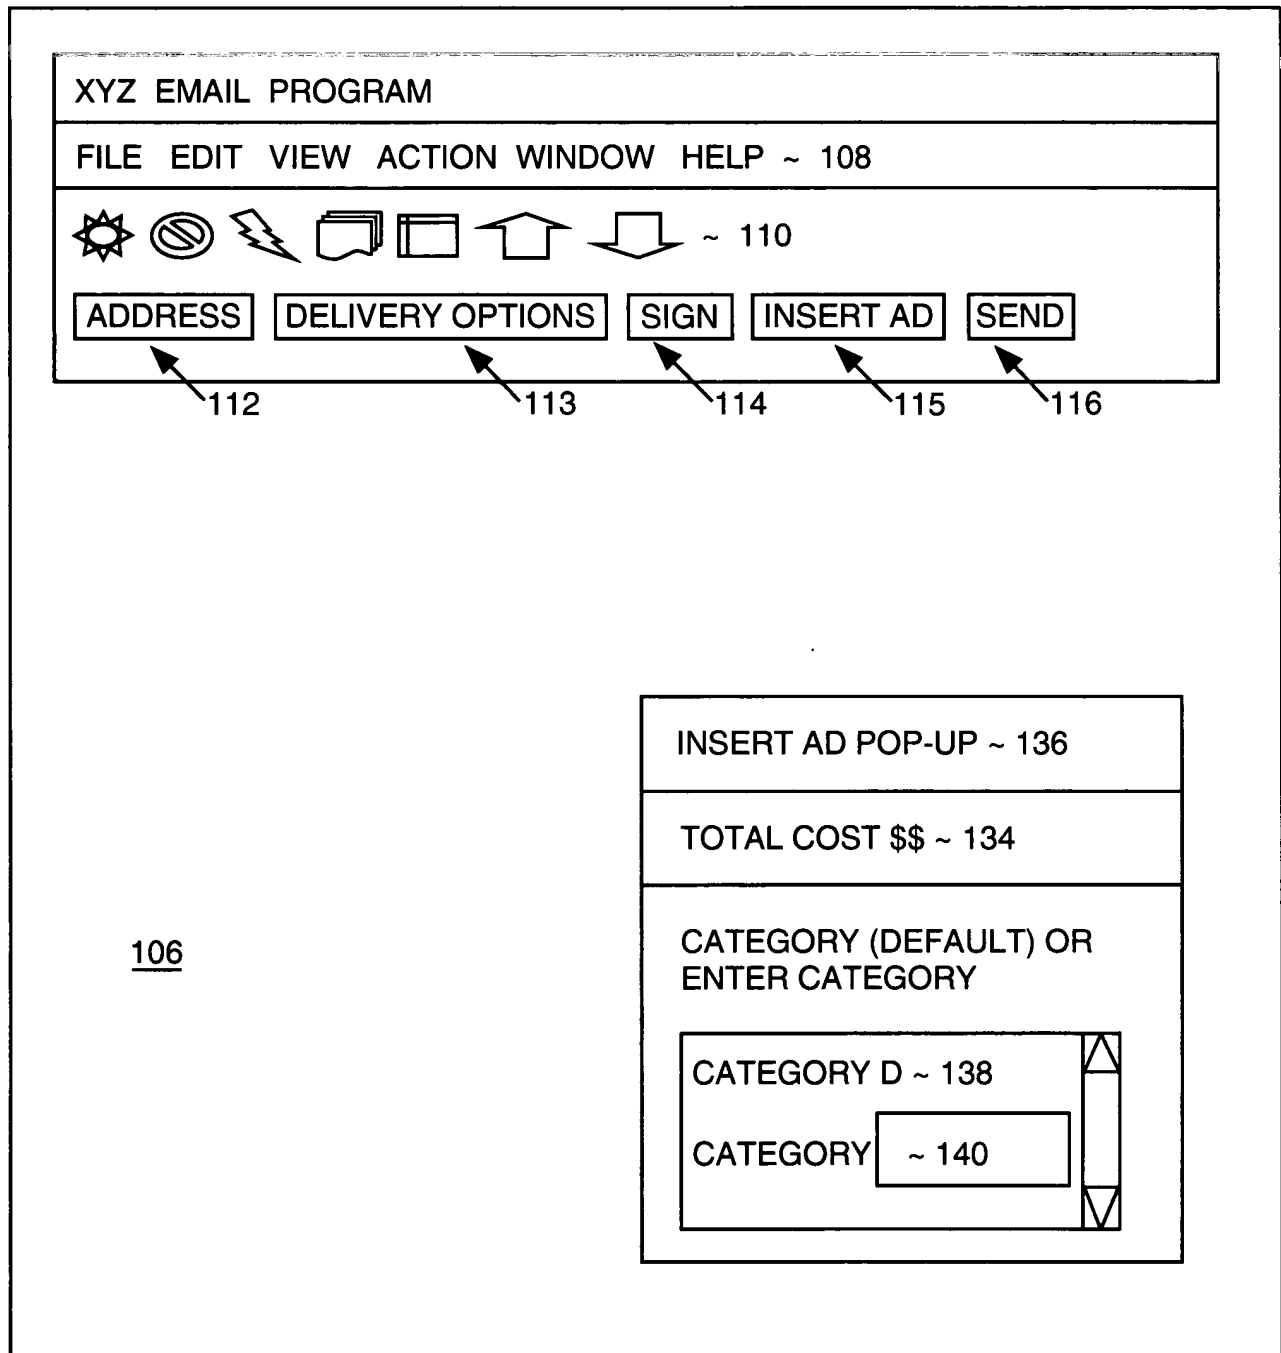 XYZ EMAIL PROGRAM
FILE EDIT VIEW ACTION WINDOW HELP ~ 108
~ 110
ADDRESS DELIVERY OPTIONS SIGN INSERT AD SEND
112 113 114 115 116
INSERT AD POP-UP ~ 136
TOTAL COST $$ ~ 134
106
CATEGORY (DEFAULT) OR
ENTER CATEGORY
CATEGORY D ~ 138
CATEGORY ~ 140